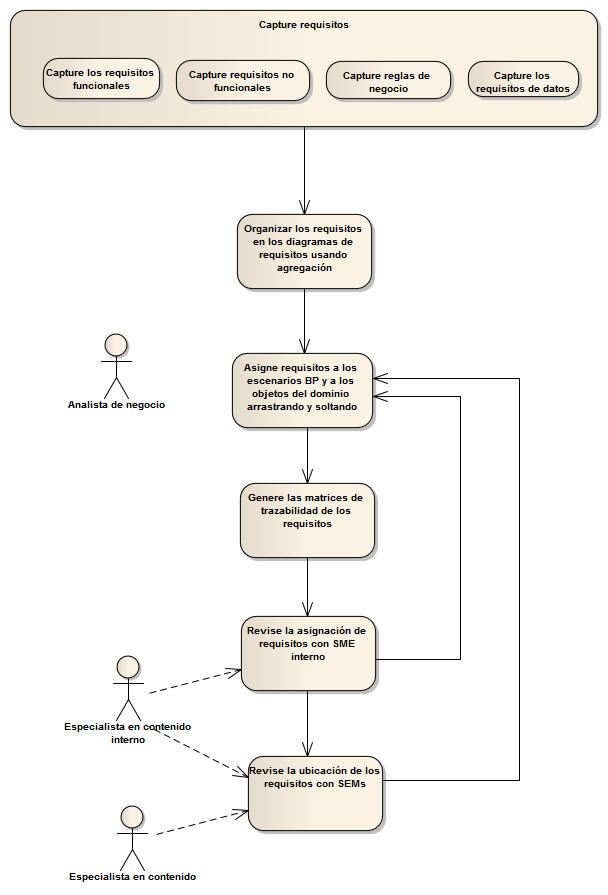 Capture requisitos
Capture los requisitos
funcionales
Capture requisitos no
funcionales
Capture reglas de
negocio
Capture los
requisitos de datos
Organizar los requisitos
en los diagramas de
requisitos usando
agregación
Asigne requisitos a los
escenarios BP y a los
objetos del dominio
arrastrando y soltando
Analista de negocio
Genere las matrices de
trazabilidad de los
requisitos
Revise la asignación de
requisitos con SME
interno
Especialista en contenido
interno
Revise la ubicación de los
requisitos con SEMs
Especialista en contenido